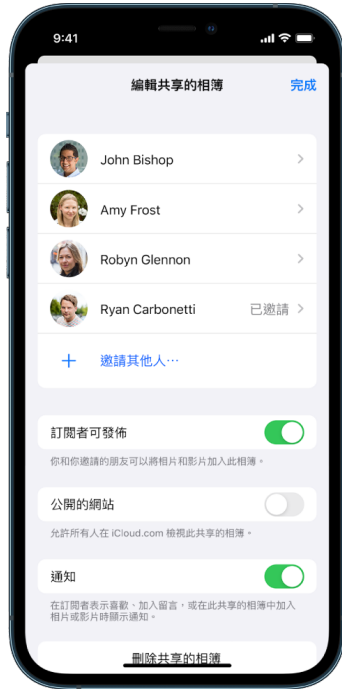 9:41
編輯共享的相簿
完成
John Bishop
Amy Frost
Robyn Glennon
Ryan Carbonetti
已邀請
邀請其他人⋯
訂閱者可發佈
你和你邀請的朋友可以將相片和影片加入此相簿。
公開的網站
允許所有人在 iCloud.com 檢視此共享的相簿。
通知
在訂閱者表示喜歡、加入留言，或在此共享的相簿中加入
相片或影片時顯示通知。
刪除共享的相簿